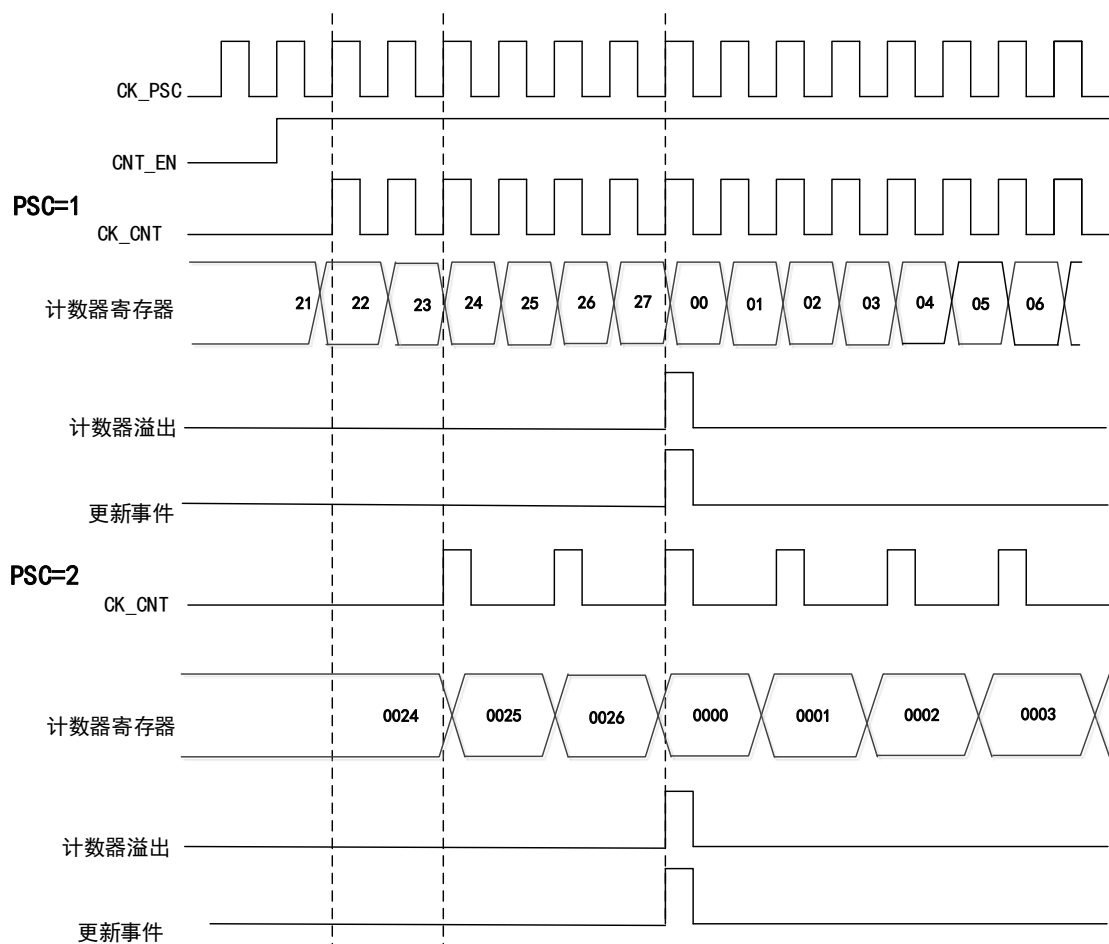 CK_PSC
CNT_EN
PSC=1
CK_CNT
计数器寄存器 21 22 23 24 25 26 27 00 01 02 03 04 05 06
计数器溢出
更新事件
PSC=2
CK_CNT
计数器寄存器 0024 0025 0026 0000 0001 0002 0003
计数器溢出
更新事件